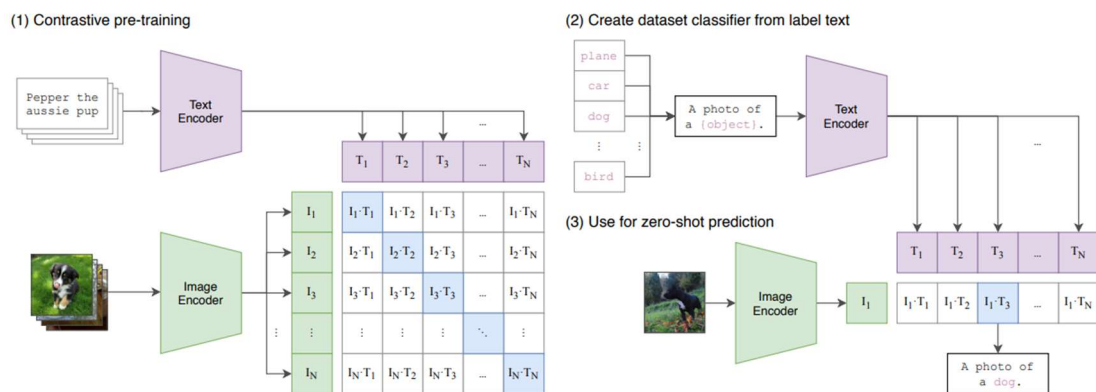 (1) Contrastive pre-training
Pepper the
aussie pup
Text
Encoder
...
T1 T2 T3 ... TN
Image
Encoder
I1 I1·T1 I1·T2 I1·T3 ... I1·TN
I2 I2·T1 I2·T2 I2·T3 ... I2·TN
I3 I3·T1 I3·T2 I3·T3 ... I3·TN
⋮ ⋮ ⋮ ⋮ ⋮ ⋱ ⋮
IN IN·T1 IN·T2 IN·T3 ... IN·TN
(2) Create dataset classifier from label text
plane
car
dog
⋮
bird
A photo of
a {object}.
Text
Encoder
...
(3) Use for zero-shot prediction
Image
Encoder
T1 T2 T3 ... TN
I1 I1·T1 I1·T2 I1·T3 ... I1·TN
A photo of
a dog.